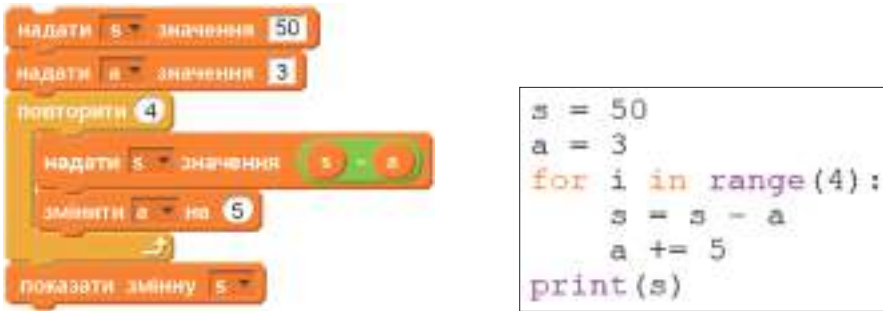 надати s значення 50
надати a значення 3
повторити 4
надати s значення s - a
змінити a на 5
показати змінну s
s = 50
a = 3
for i in range(4):
s = s - a
a += 5
print(s)